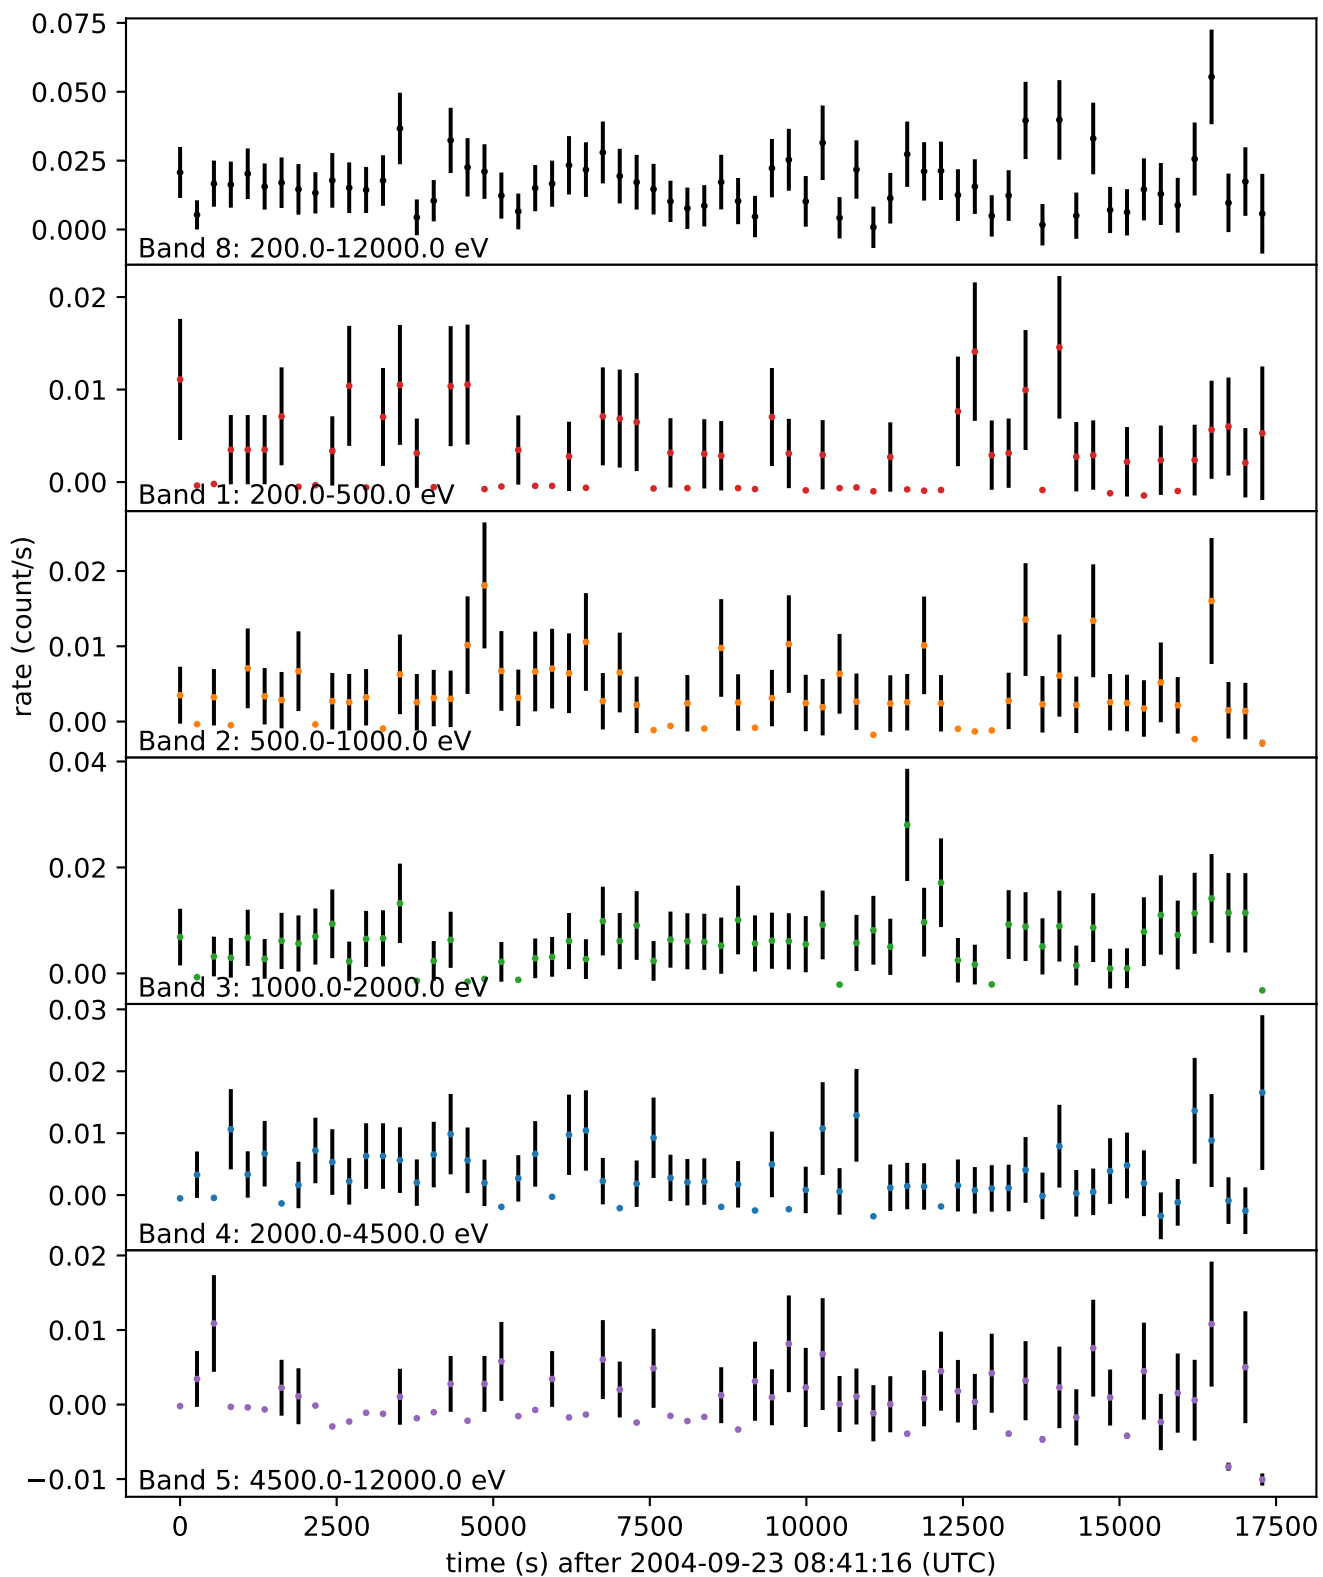 0.075
0.050
0.025
0.000
Band 8: 200.0-12000.0 eV
0.02
0.01
0.00
Band 1: 200.0-500.0 eV
rate (count/s)
0.02
0.01
0.00
Band 2: 500.0-1000.0 eV
0.04
0.02
0.00
Band 3: 1000.0-2000.0 eV
0.03
0.02
0.01
0.00
Band 4: 2000.0-4500.0 eV
0.02
0.01
0.00
−0.01
Band 5: 4500.0-12000.0 eV
0 2500 5000 7500 10000 12500 15000 17500
time (s) after 2004-09-23 08:41:16 (UTC)